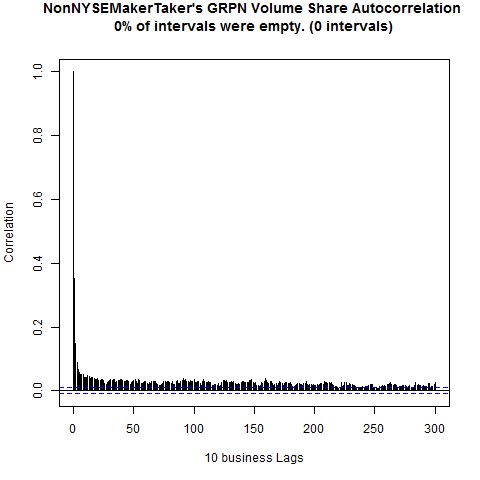 NonNYSEMakerTaker's GRPN Volume Share Autocorrelation
0% of intervals were empty. (0 intervals)
Correlation
1.0
0.8
0.6
0.4
0.2
0.0
0 50 100 150 200 250 300
10 business Lags